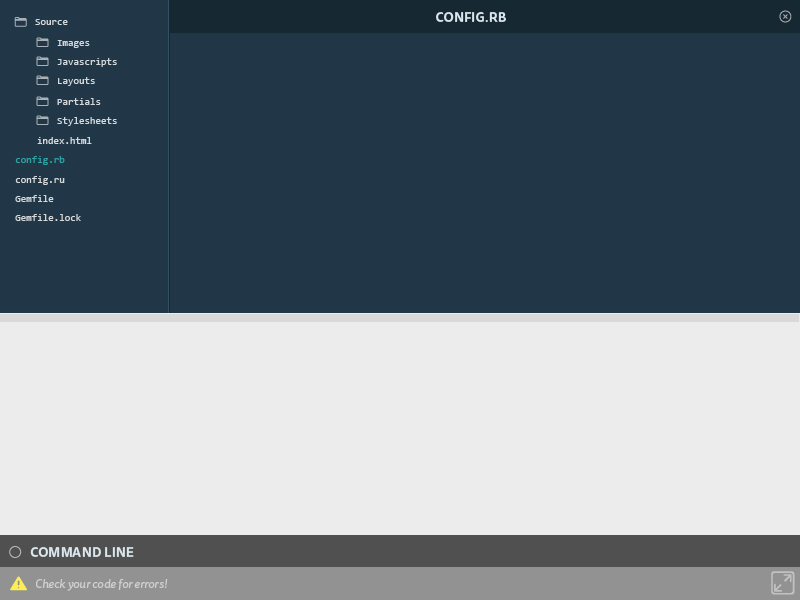 Source
Images
Javascripts
Layouts
Partials
Stylesheets
index.html
config.rb
config.ru
Gemfile
Gemfile.lock
CONFIG.RB
COMMAND LINE
Check your code for errors!